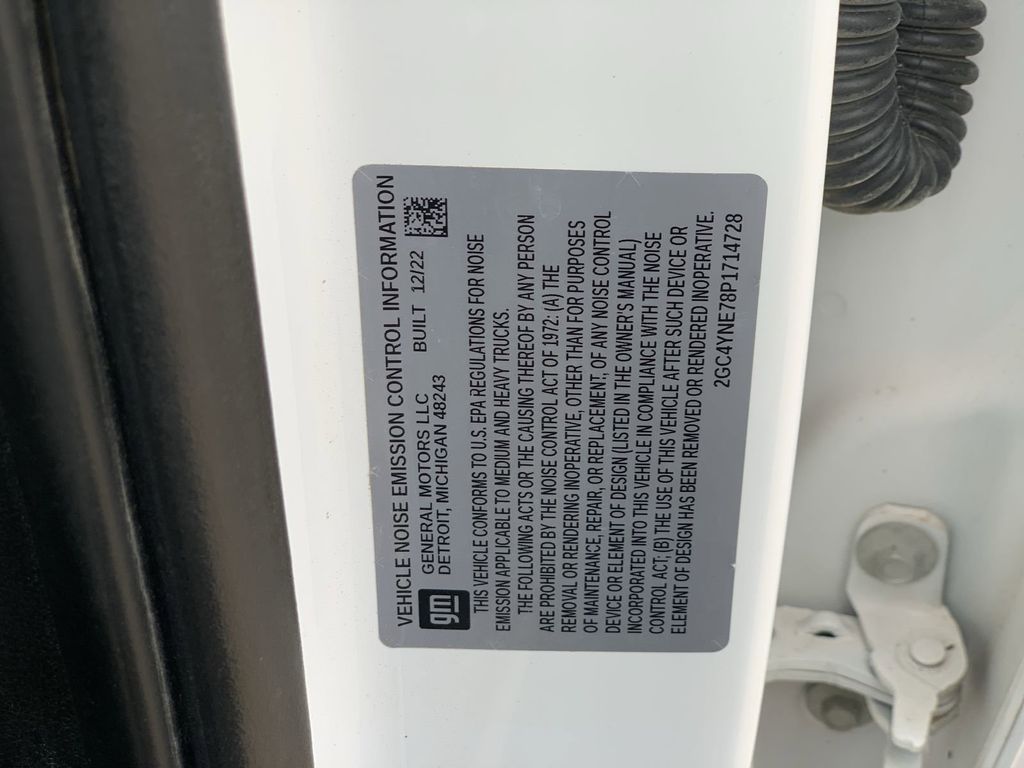 VEHICLE NOISE EMISSION CONTROL INFORMATION
gm
GENERAL MOTORS LLC BUILT 12/22
DETROIT, MICHIGAN 48243
THIS VEHICLE CONFORMS TO U.S. EPA REGULATIONS FOR NOISE
EMISSION APPLICABLE TO MEDIUM AND HEAVY TRUCKS.
THE FOLLOWING ACTS OR THE CAUSING THEREOF BY ANY PERSON
ARE PROHIBITED BY THE NOISE CONTROL ACT OF 1972: (A) THE
REMOVAL OR RENDERING INOPERATIVE, OTHER THAN FOR PURPOSES
OF MAINTENANCE, REPAIR, OR REPLACEMENT, OF ANY NOISE CONTROL
DEVICE OR ELEMENT OF DESIGN (LISTED IN THE OWNER'S MANUAL)
INCORPORATED INTO THIS VEHICLE IN COMPLIANCE WITH THE NOISE
CONTROL ACT; (B) THE USE OF THIS VEHICLE AFTER SUCH DEVICE OR
ELEMENT OF DESIGN HAS BEEN REMOVED OR RENDERED INOPERATIVE.
2GC4YNE78P1714728